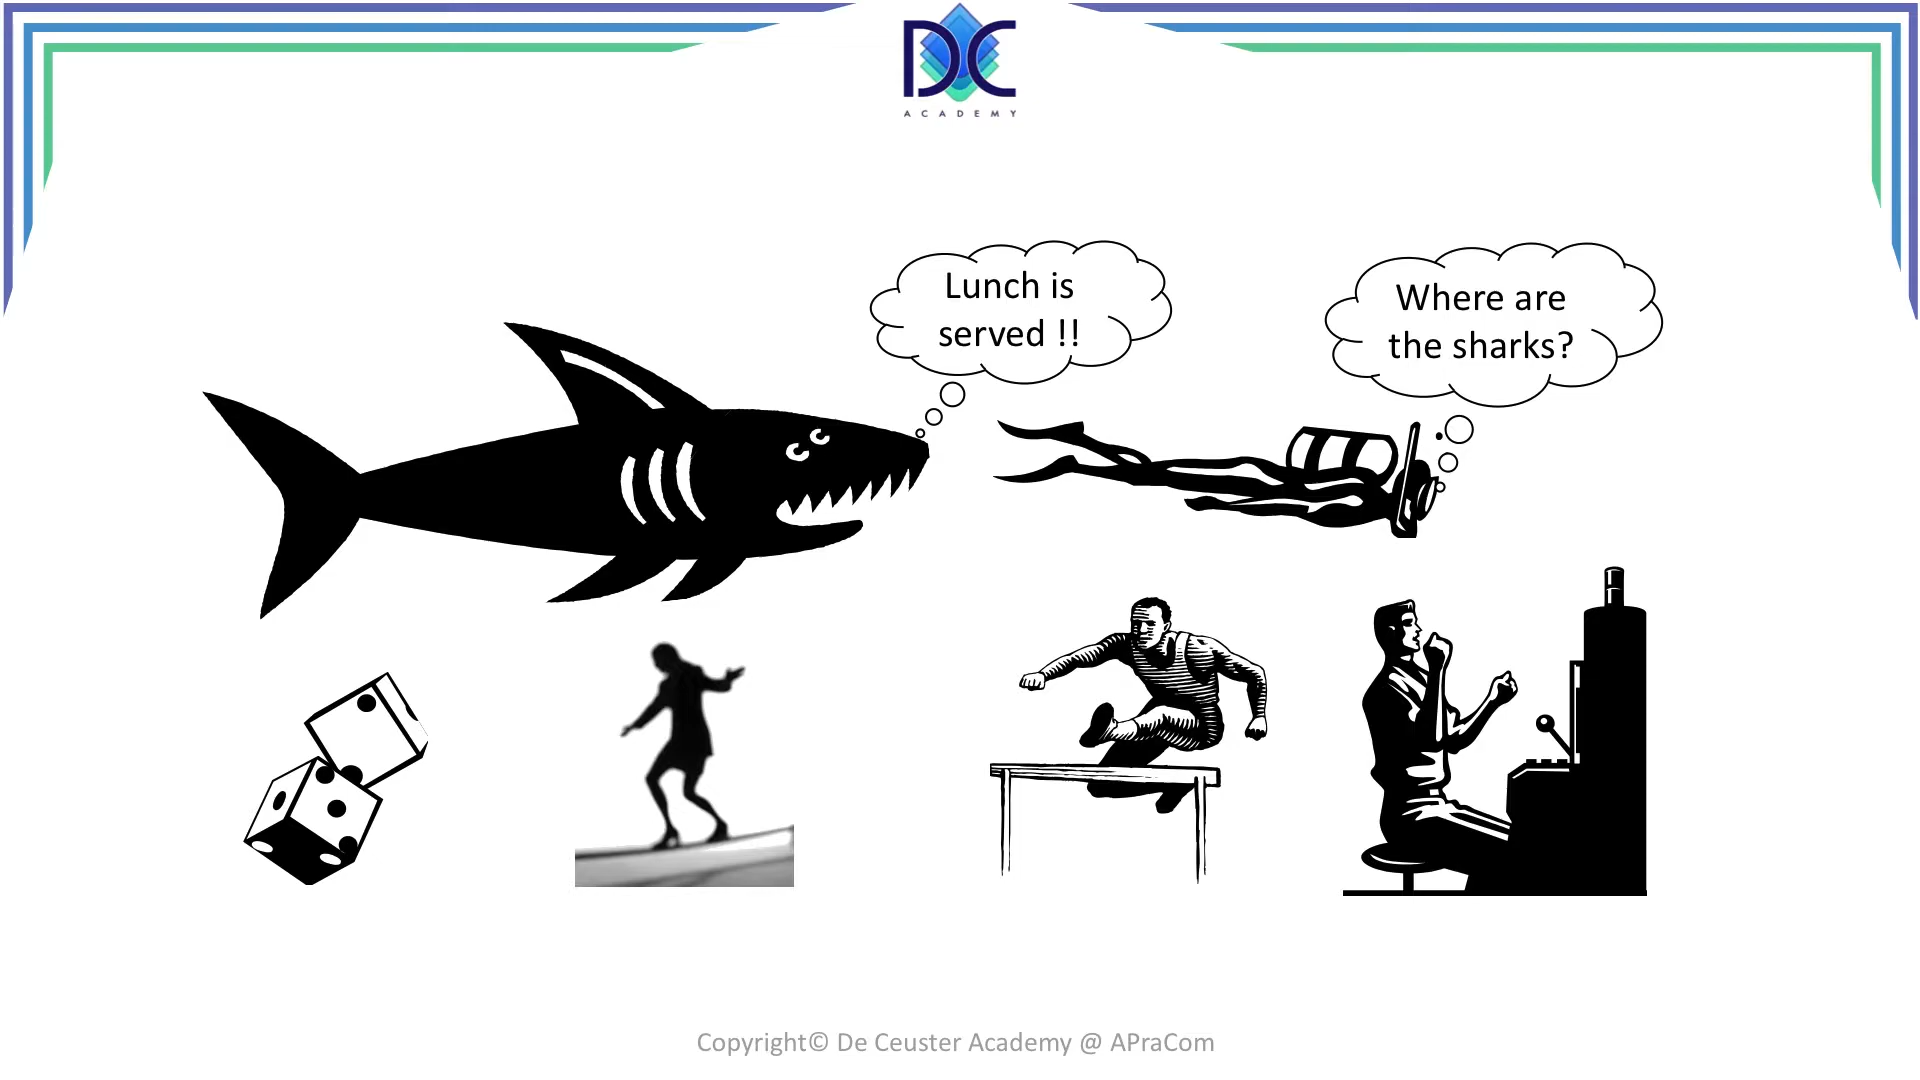 DC
ACADEMY
Lunch is
served !!
Where are
the sharks?
Copyright© De Ceuster Academy @ APraCom